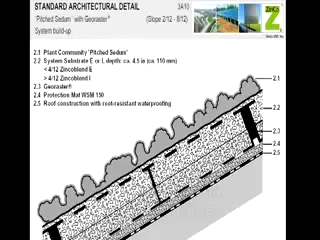 STANDARD ARCHITECTURAL DETAIL 3A10
'Pitched Sedum' with Georaster® (Slope 2/12 - 8/12)
System build-up
ZinCo
2.1 Plant Community "Pitched Sedum"
2.2 System Substrate E or I, depth: ca. 4.5 in (ca. 110 mm)
< 4/12 Zincoblend E
> 4/12 Zincoblend I
2.3 Georaster®
2.4 Protection Mat WSM 150
2.5 Roof construction with root-resistant waterproofing
2.1
2.2
2.3
2.4
2.5